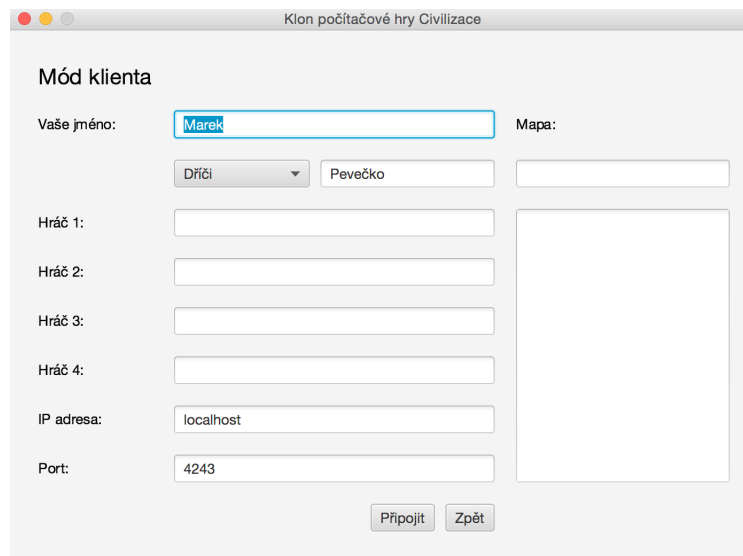 Klon počítačové hry Civilizace
Mód klienta
Vaše jméno: Marek Mapa:
Dříči Pevečko
Hráč 1:
Hráč 2:
Hráč 3:
Hráč 4:
IP adresa: localhost
Port: 4243
Připojit Zpět